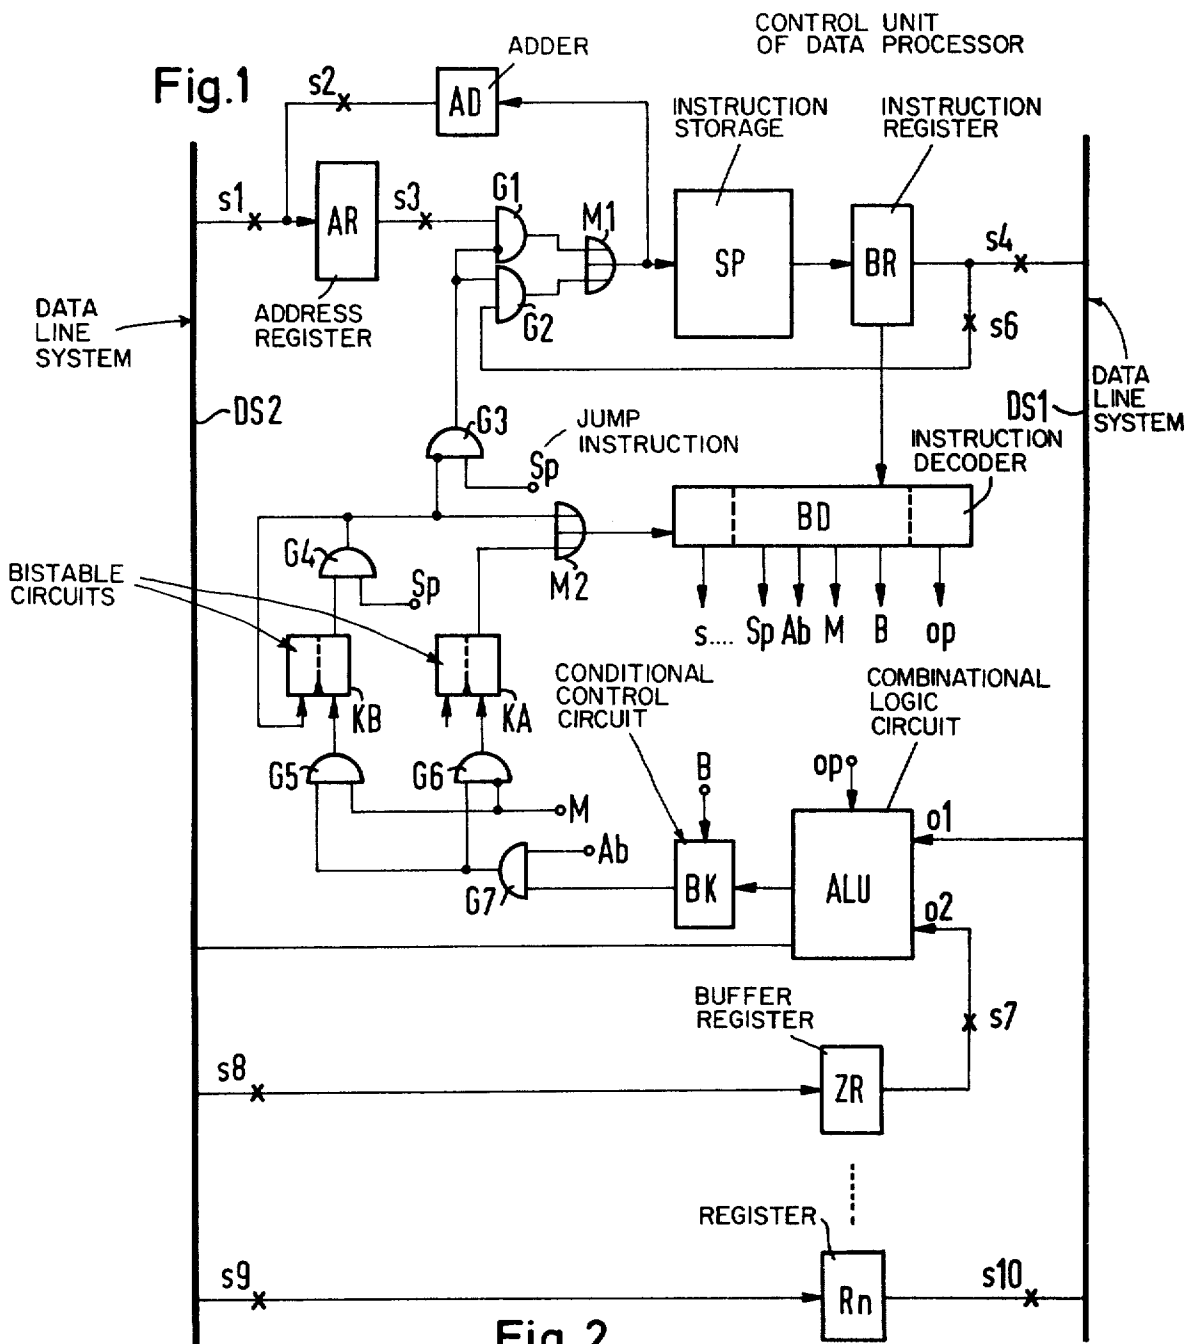 CONTROL UNIT
OF DATA PROCESSOR
Fig.1
ADDER
s2
AD
INSTRUCTION
STORAGE
INSTRUCTION
REGISTER
s1
AR
s3
G1
M1
SP
BR
s4
G2
s6
DATA
LINE
SYSTEM
ADDRESS
REGISTER
DATA
LINE
SYSTEM
DS2
DS1
G3
JUMP
INSTRUCTION
Sp
INSTRUCTION
DECODER
BD
G4
M2
BISTABLE
CIRCUITS
Sp
s.... Sp Ab M B op
KB
KA
CONDITIONAL
CONTROL
CIRCUIT
COMBINATIONAL
LOGIC
CIRCUIT
G5
G6
B
op
M
o1
Ab
G7
BK
ALU
o2
BUFFER
REGISTER
s7
s8
ZR
REGISTER
s9
Rn
s10
Fig.2